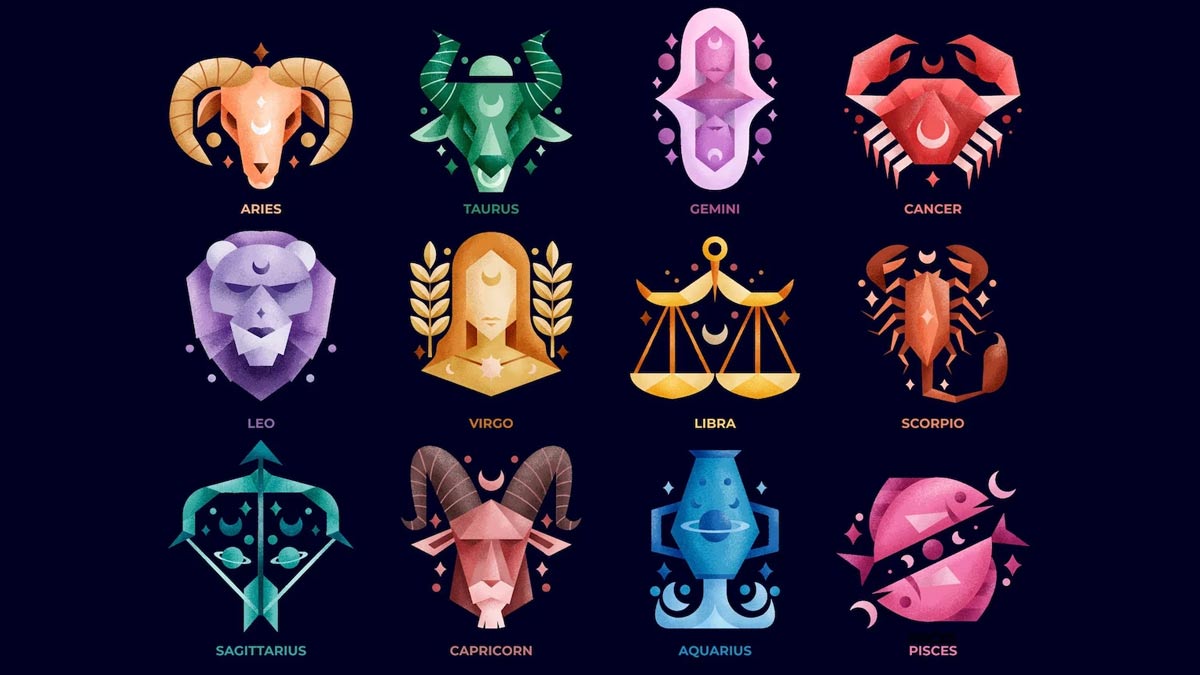 ARIES
TAURUS
GEMINI
CANCER
LEO
VIRGO
LIBRA
SCORPIO
SAGITTARIUS
CAPRICORN
AQUARIUS
PISCES